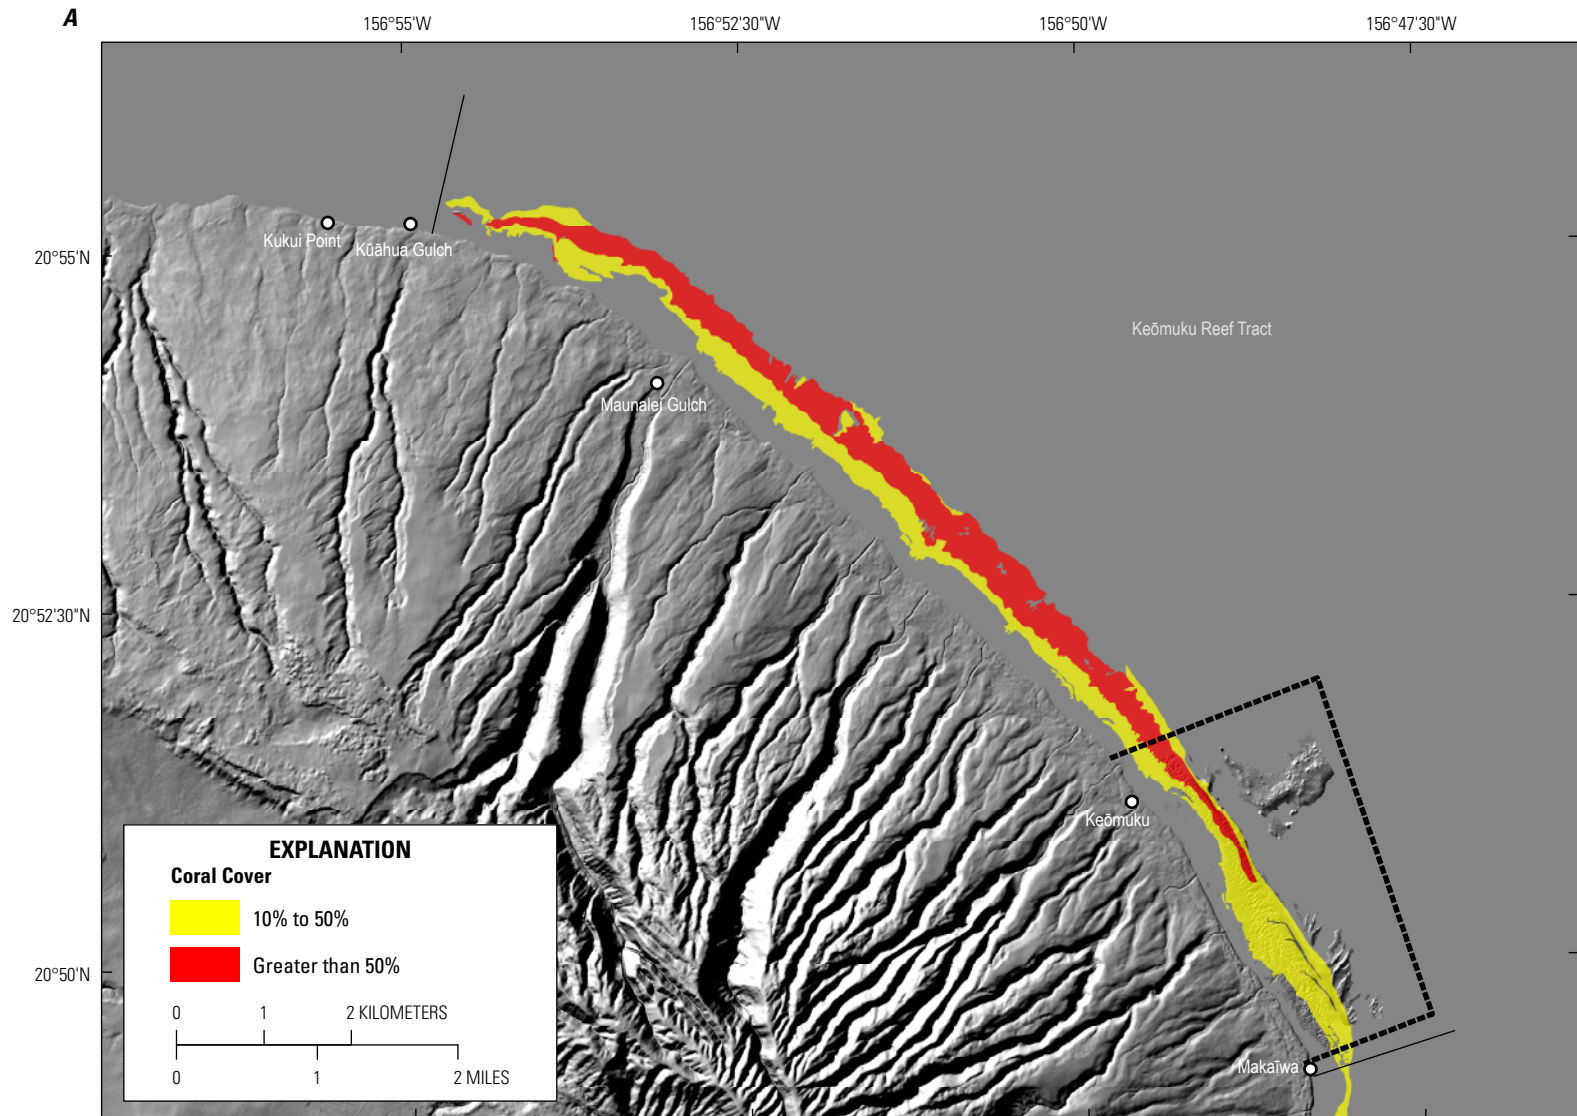 A
156°55'W
156°52'30"W
156°50'W
156°47'30"W
20°55'N
20°52'30"N
20°50'N
Kukui Point
Kūāhua Gulch
Keōmuku Reef Tract
Maunalei Gulch
Keōmuku
Makaīwa
EXPLANATION
Coral Cover
10% to 50%
Greater than 50%
0 1 2 KILOMETERS
0 1 2 MILES